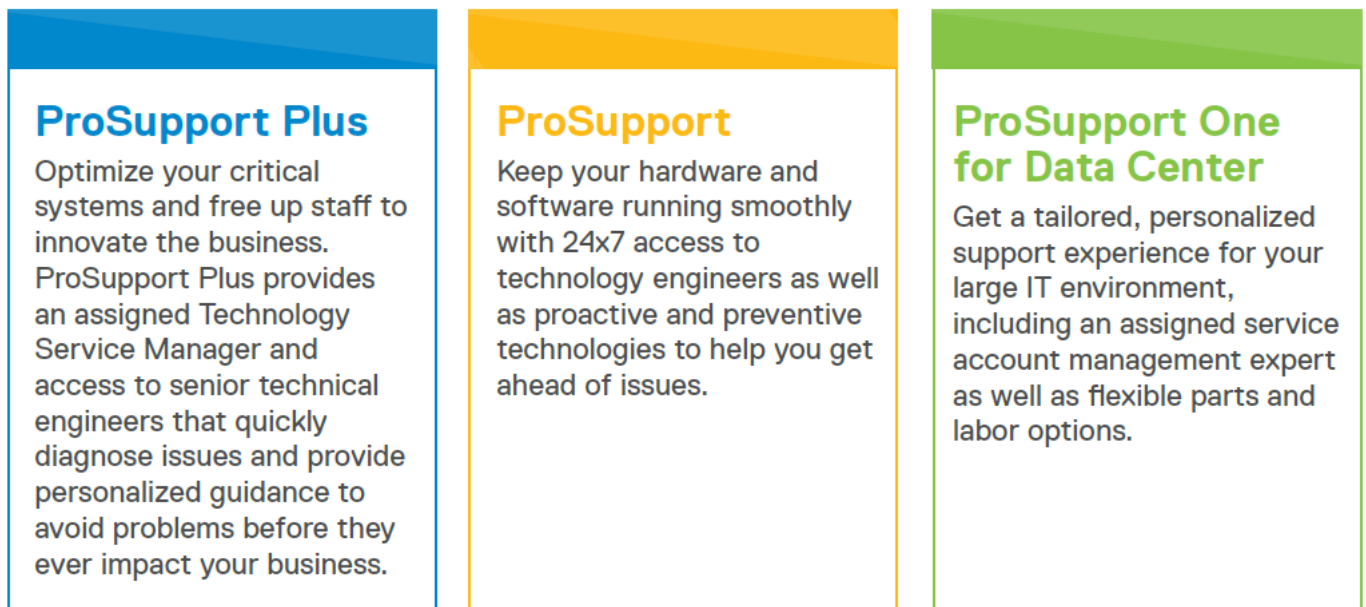 ProSupport Plus
Optimize your critical
systems and free up staff to
innovate the business.
ProSupport Plus provides
an assigned Technology
Service Manager and
access to senior technical
engineers that quickly
diagnose issues and provide
personalized guidance to
avoid problems before they
ever impact your business.
ProSupport
Keep your hardware and
software running smoothly
with 24x7 access to
technology engineers as well
as proactive and preventive
technologies to help you get
ahead of issues.
ProSupport One
for Data Center
Get a tailored, personalized
support experience for your
large IT environment,
including an assigned service
account management expert
as well as flexible parts and
labor options.